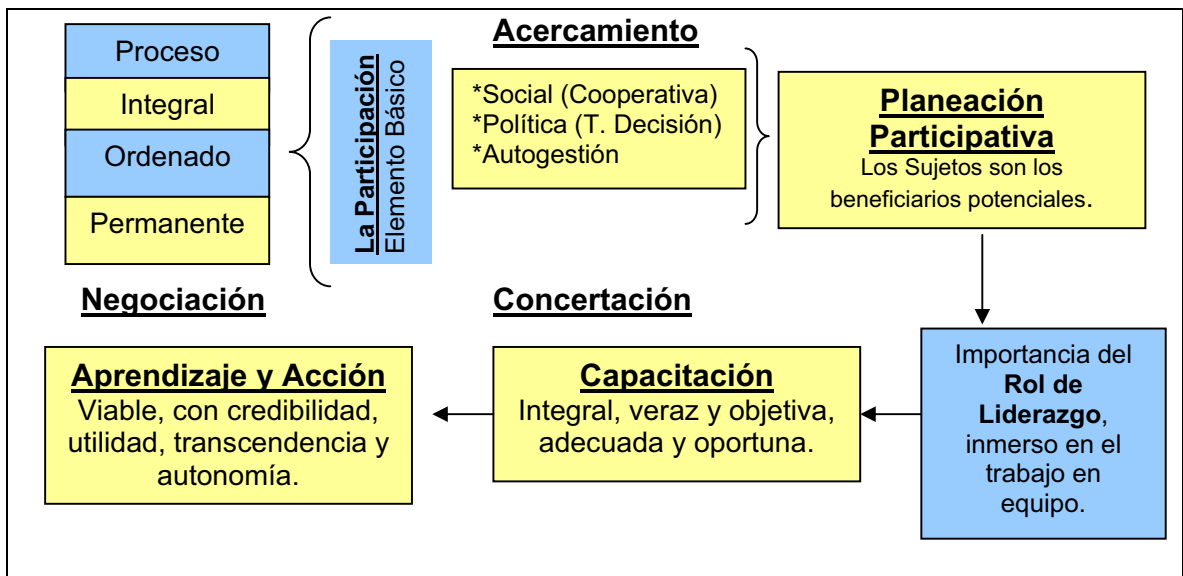 Proceso
Integral
Ordenado
Permanente
La Participación
Elemento Básico
Acercamiento
*Social (Cooperativa)
*Política (T. Decisión)
*Autogestión
Planeación
Participativa
Los Sujetos son los
beneficiarios potenciales.
Negociación
Concertación
Importancia del
Rol de
Liderazgo,
inmerso en el
trabajo en
equipo.
Capacitación
Integral, veraz y objetiva,
adecuada y oportuna.
Aprendizaje y Acción
Viable, con credibilidad,
utilidad, transcendencia y
autonomía.